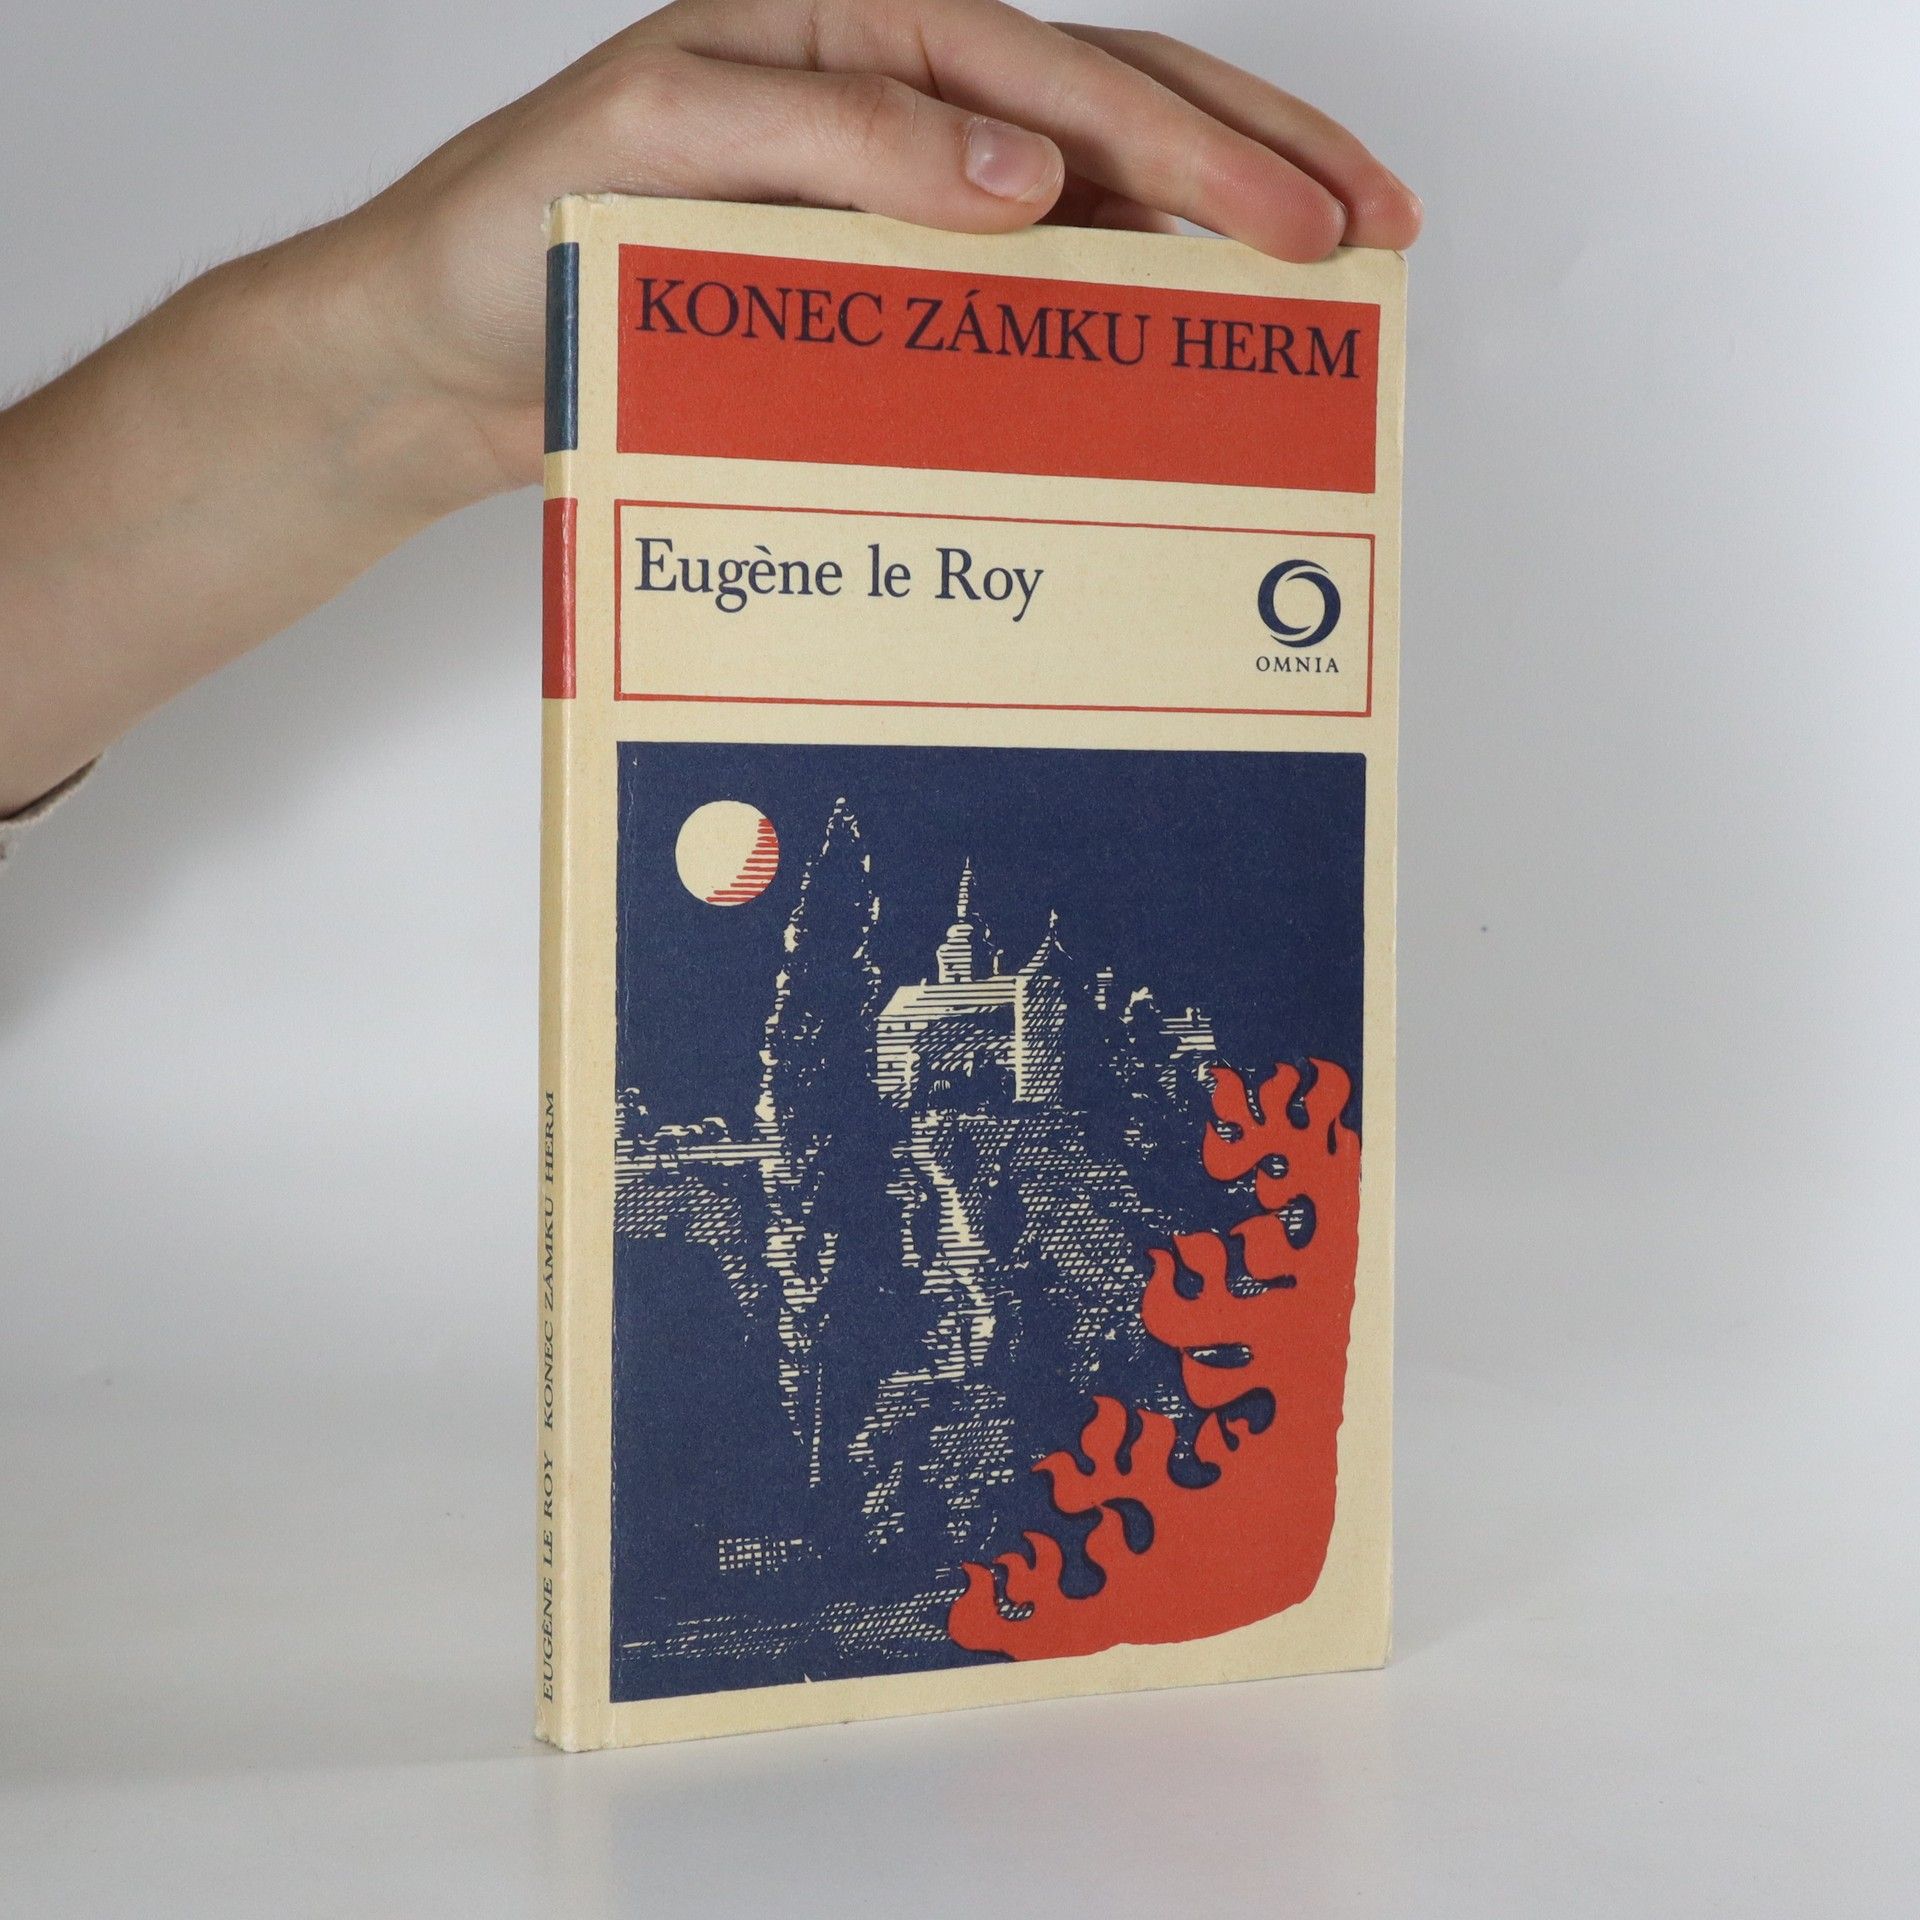 KONEC ZÁMKU HERM
Eugène le Roy
OMNIA
EUGÈNE LE ROY KONEC ZÁMKU HERM